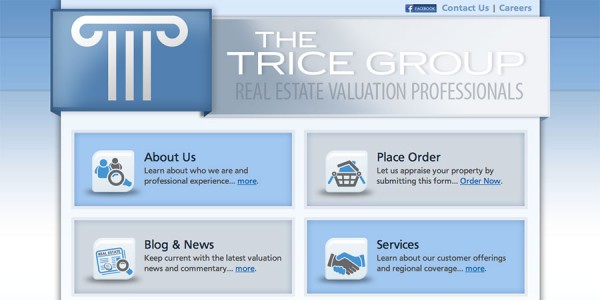 FACEBOOK Contact Us | Careers
THE
TRICE GROUP
REAL ESTATE VALUATION PROFESSIONALS
About Us
Learn about who we are and
professional experience... more.
Place Order
Let us appraise your property by
submitting this form... Order Now.
Blog & News
Keep current with the latest valuation
news and commentary... more.
REAL ESTATE
Services
Learn about our customer offerings
and regional coverage... more.